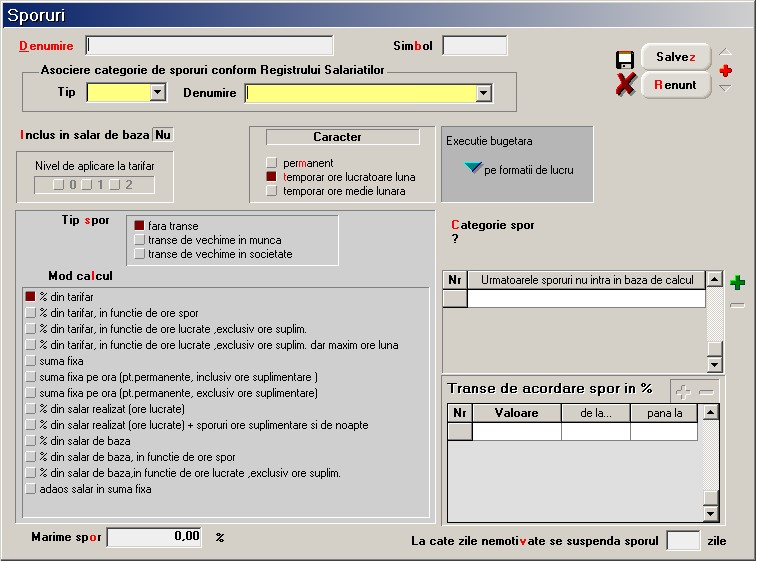 Sporuri
Denumire
Simbol
Salvez
Renunt
Asociere categorie de sporuri conform Registrului Salariatilor
Tip
Denumire
Inclus in salar de baza Nu
Nivel de aplicare la tarifar
0 1 2
Caracter
permanent
temporar ore lucratoare luna
temporar ore medie lunara
Executie bugetara
pe formatii de lucru
Tip spor
fara transe
transe de vechime in munca
transe de vechime in societate
Categorie spor
?
Mod calcul
% din tarifar
% din tarifar, in functie de ore spor
% din tarifar, in functie de ore lucrate ,exclusiv ore suplim.
% din tarifar, in functie de ore lucrate ,exclusiv ore suplim. dar maxim ore luna
suma fixa
suma fixa pe ora (pt.permanente, inclusiv ore suplimentare )
suma fixa pe ora (pt.permanente, exclusiv ore suplimentare)
% din salar realizat (ore lucrate)
% din salar realizat (ore lucrate) + sporuri ore suplimentare si de noapte
% din salar de baza
% din salar de baza, in functie de ore spor
% din salar de baza,in functie de ore lucrate ,exclusiv ore suplim.
adaos salar in suma fixa
Nr Urmatoarele sporuri nu intra in baza de calcul
Transe de acordare spor in %
Nr Valoare de la... pana la
Marime spor 0,00 %
La cate zile nemotivate se suspenda sporul zile